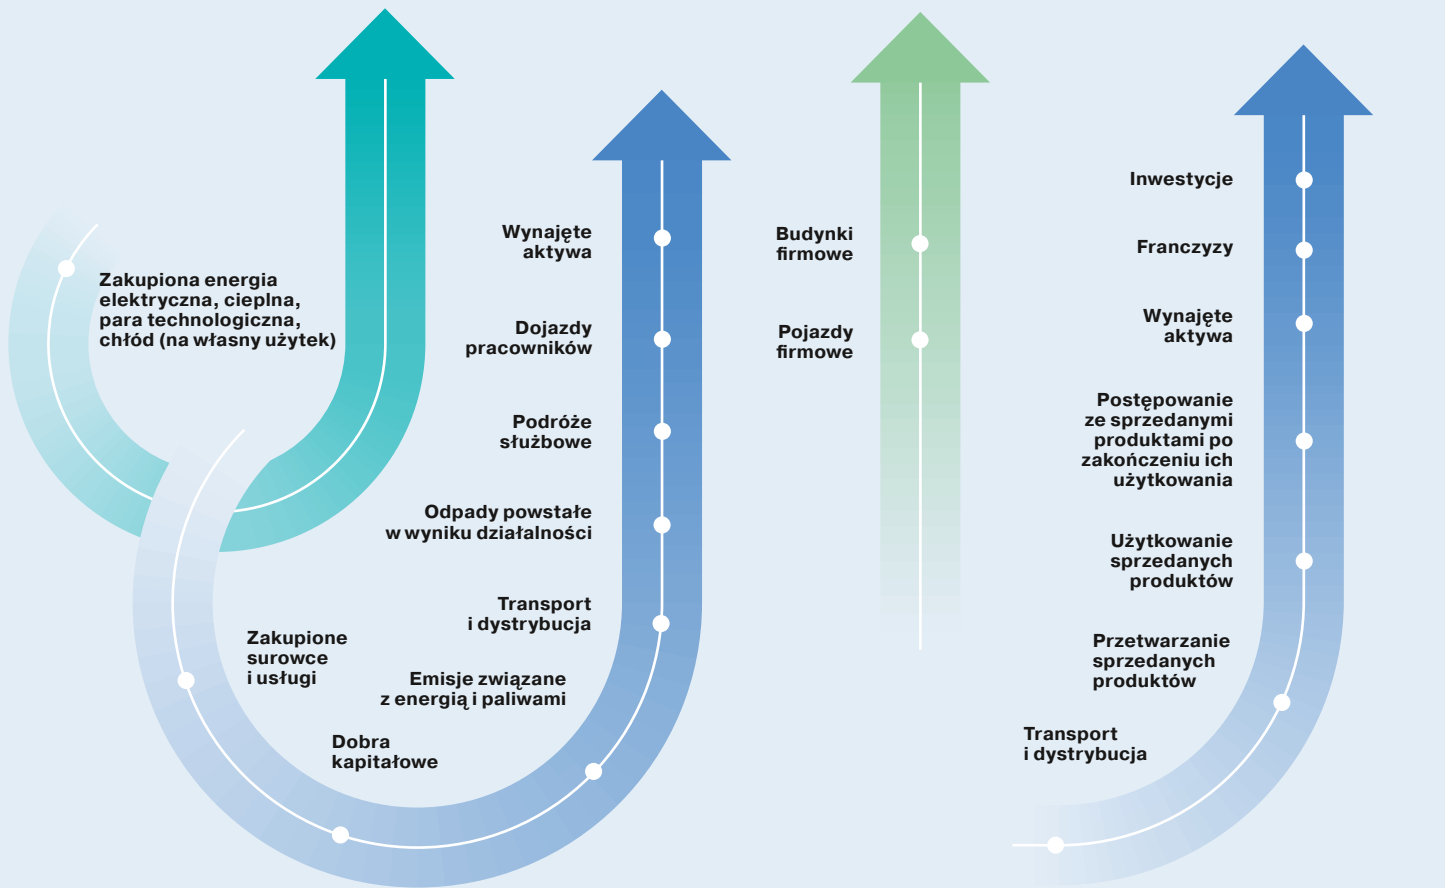 Zakupiona energia
elektryczna, cieplna,
para technologiczna,
chłód (na własny użytek)
Zakupione
surowce
i usługi
Dobra
kapitałowe
Emisje związane
z energią i paliwami
Transport
i dystrybucja
Odpady powstałe
w wyniku działalności
Podróże
służbowe
Dojazdy
pracowników
Wynajęte
aktywa
Budynki
firmowe
Pojazdy
firmowe
Inwestycje
Franczyzy
Wynajęte
aktywa
Postępowanie
ze sprzedanymi
produktami po
zakończeniu ich
użytkowania
Użytkowanie
sprzedanych
produktów
Przetwarzanie
sprzedanych
produktów
Transport
i dystrybucja